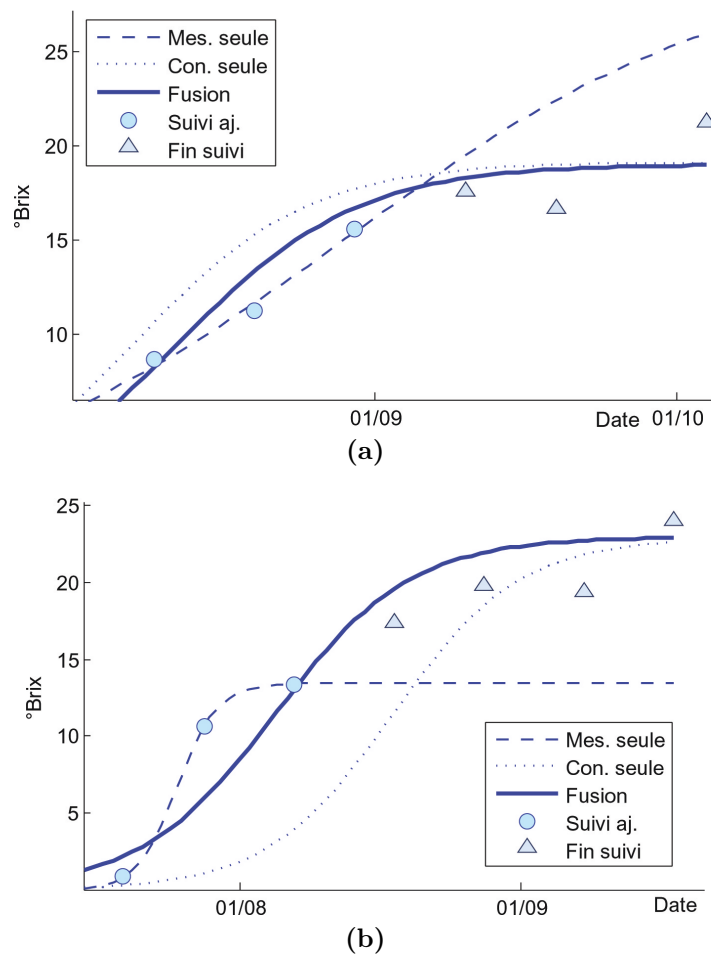 25
20
15
10
°Brix
Mes. seule
Con. seule
Fusion
Suivi aj.
Fin suivi
01/09
Date
01/10
(a)
25
20
15
10
5
°Brix
Mes. seule
Con. seule
Fusion
Suivi aj.
Fin suivi
01/08
01/09
Date
(b)